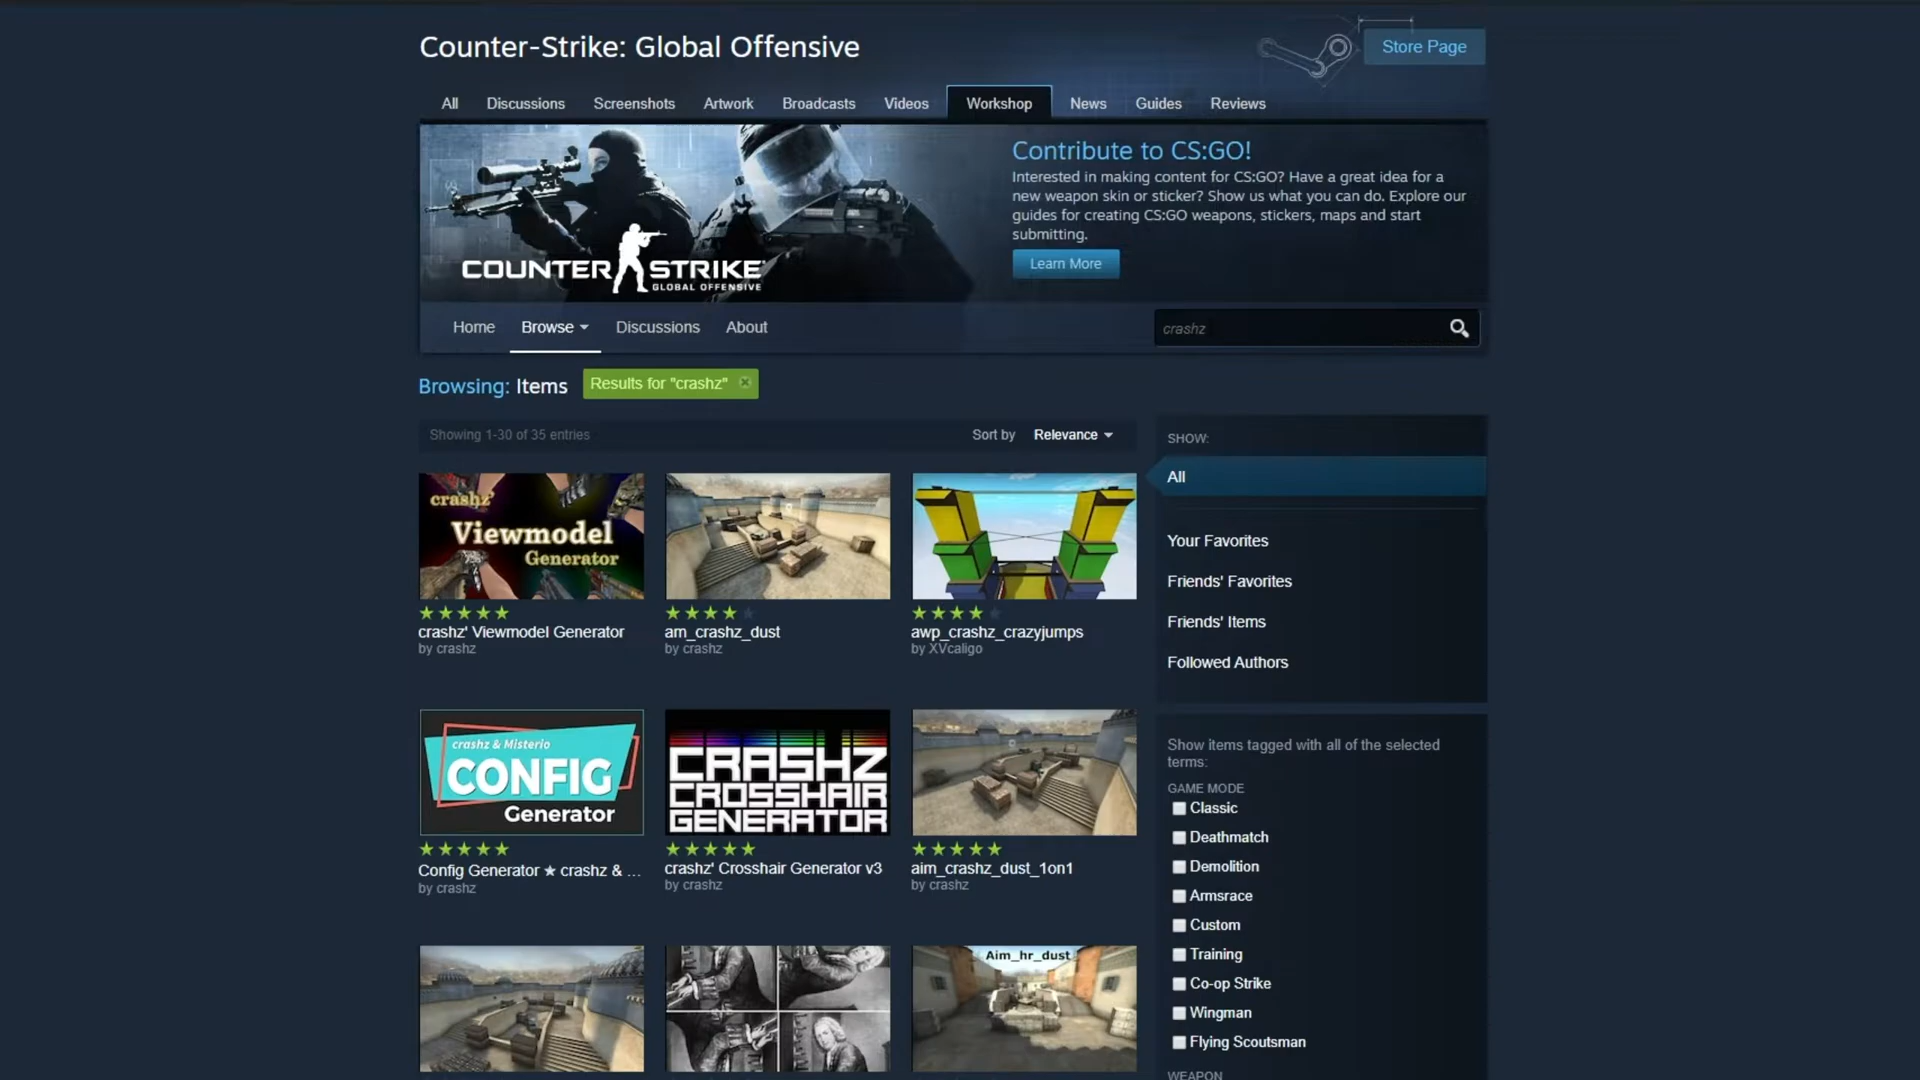 Counter-Strike: Global Offensive
Store Page
All Discussions Screenshots Artwork Broadcasts Videos Workshop News Guides Reviews
COUNTER STRIKE
GLOBAL OFFENSIVE
Contribute to CS:GO!
Interested in making content for CS:GO? Have a great idea for a
new weapon skin or sticker? Show us what you can do. Explore our
guides for creating CS:GO weapons, stickers, maps and start
submitting.
Learn More
Home Browse Discussions About
crashz
Browsing: Items
Results for "crashz"
Showing 1-30 of 35 entries
Sort by Relevance
crashz'
Viewmodel
Generator
crashz' Viewmodel Generator
by crashz
am_crashz_dust
by crashz
awp_crashz_crazyjumps
by XVcaligo
crashz & Misterio
CONFIG
Generator
Config Generator ★ crashz & ...
by crashz
CRASHZ
CROSSHAIR
GENERATOR
crashz' Crosshair Generator v3
by crashz
aim_crashz_dust_1on1
by crashz
Aim_hr_dust
SHOW:
All
Your Favorites
Friends' Favorites
Friends' Items
Followed Authors
Show items tagged with all of the selected
terms:
GAME MODE
Classic
Deathmatch
Demolition
Armsrace
Custom
Training
Co-op Strike
Wingman
Flying Scoutsman
WEAPON